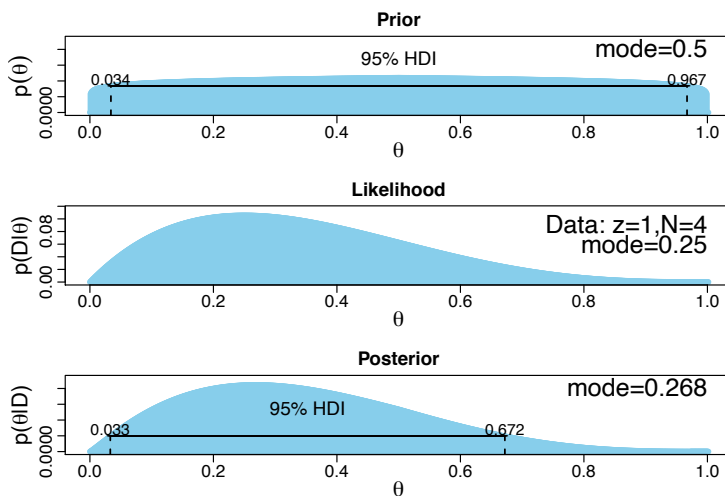 Prior
mode=0.5
95% HDI
0.034
0.967
p(θ)
0.0000
0.0 0.2 0.4 0.6 0.8 1.0
θ
Likelihood
Data: z=1,N=4
mode=0.25
p(D|θ)
0.00 0.08
0.0 0.2 0.4 0.6 0.8 1.0
θ
Posterior
mode=0.268
95% HDI
0.033
0.672
p(θ|D)
0.0000
0.0 0.2 0.4 0.6 0.8 1.0
θ